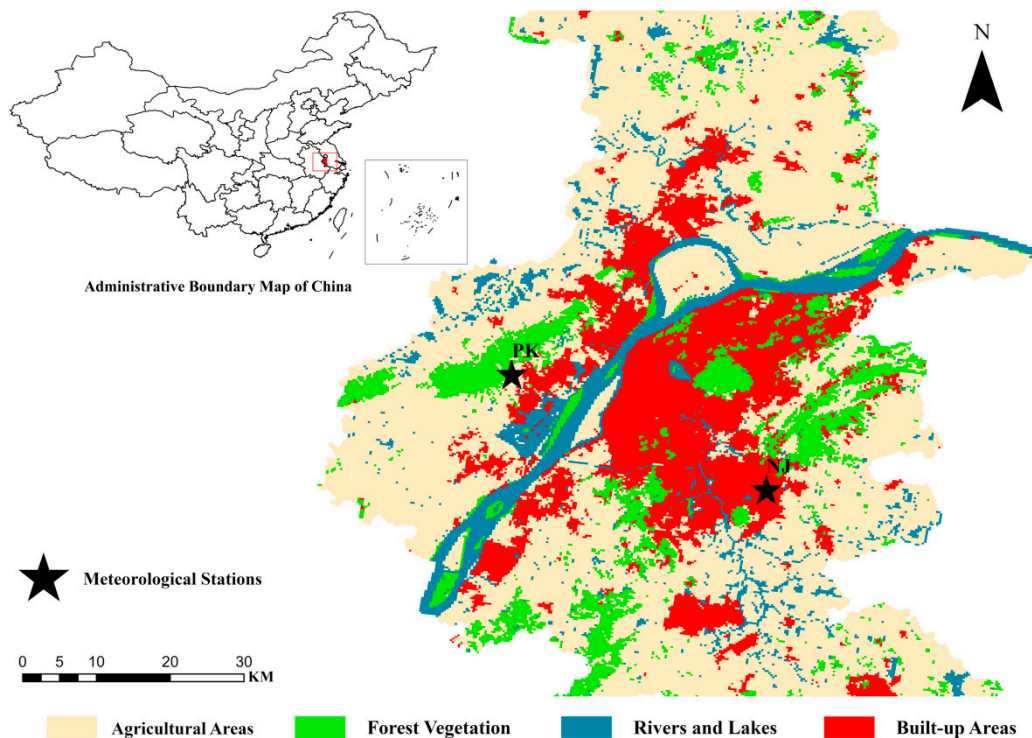 N
Administrative Boundary Map of China
PK
NJ
Meteorological Stations
0 5 10 20 30
KM
Agricultural Areas
Forest Vegetation
Rivers and Lakes
Built-up Areas